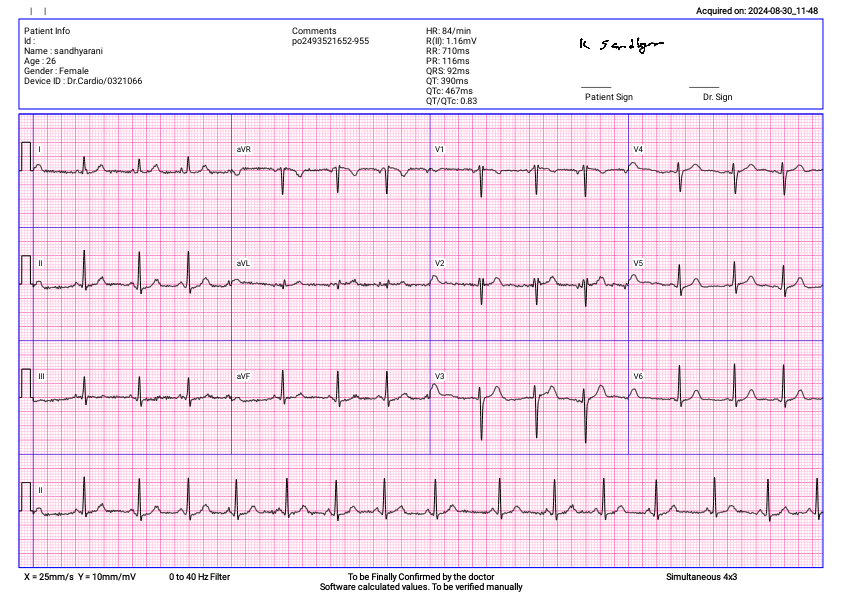 Acquired on: 2024-08-30_11-48
Patient Info
Id :
Name : sandhyarani
Age : 26
Gender : Female
Device ID : Dr.Cardio/0321066
Comments
po2493521652-955
HR: 84/min
R(II): 1.16mV
RR: 710ms
PR: 116ms
QRS: 92ms
QT: 390ms
QTc: 467ms
QT/QTc: 0.83
K
Patient Sign
Dr. Sign
I
aVR
V1
V4
II
aVL
V2
V5
III
aVF
V3
V6
II
X = 25mm/s Y = 10mm/mV
0 to 40 Hz Filter
To be Finally Confirmed by the doctor
Simultaneous 4x3
Software calculated values. To be verified manually